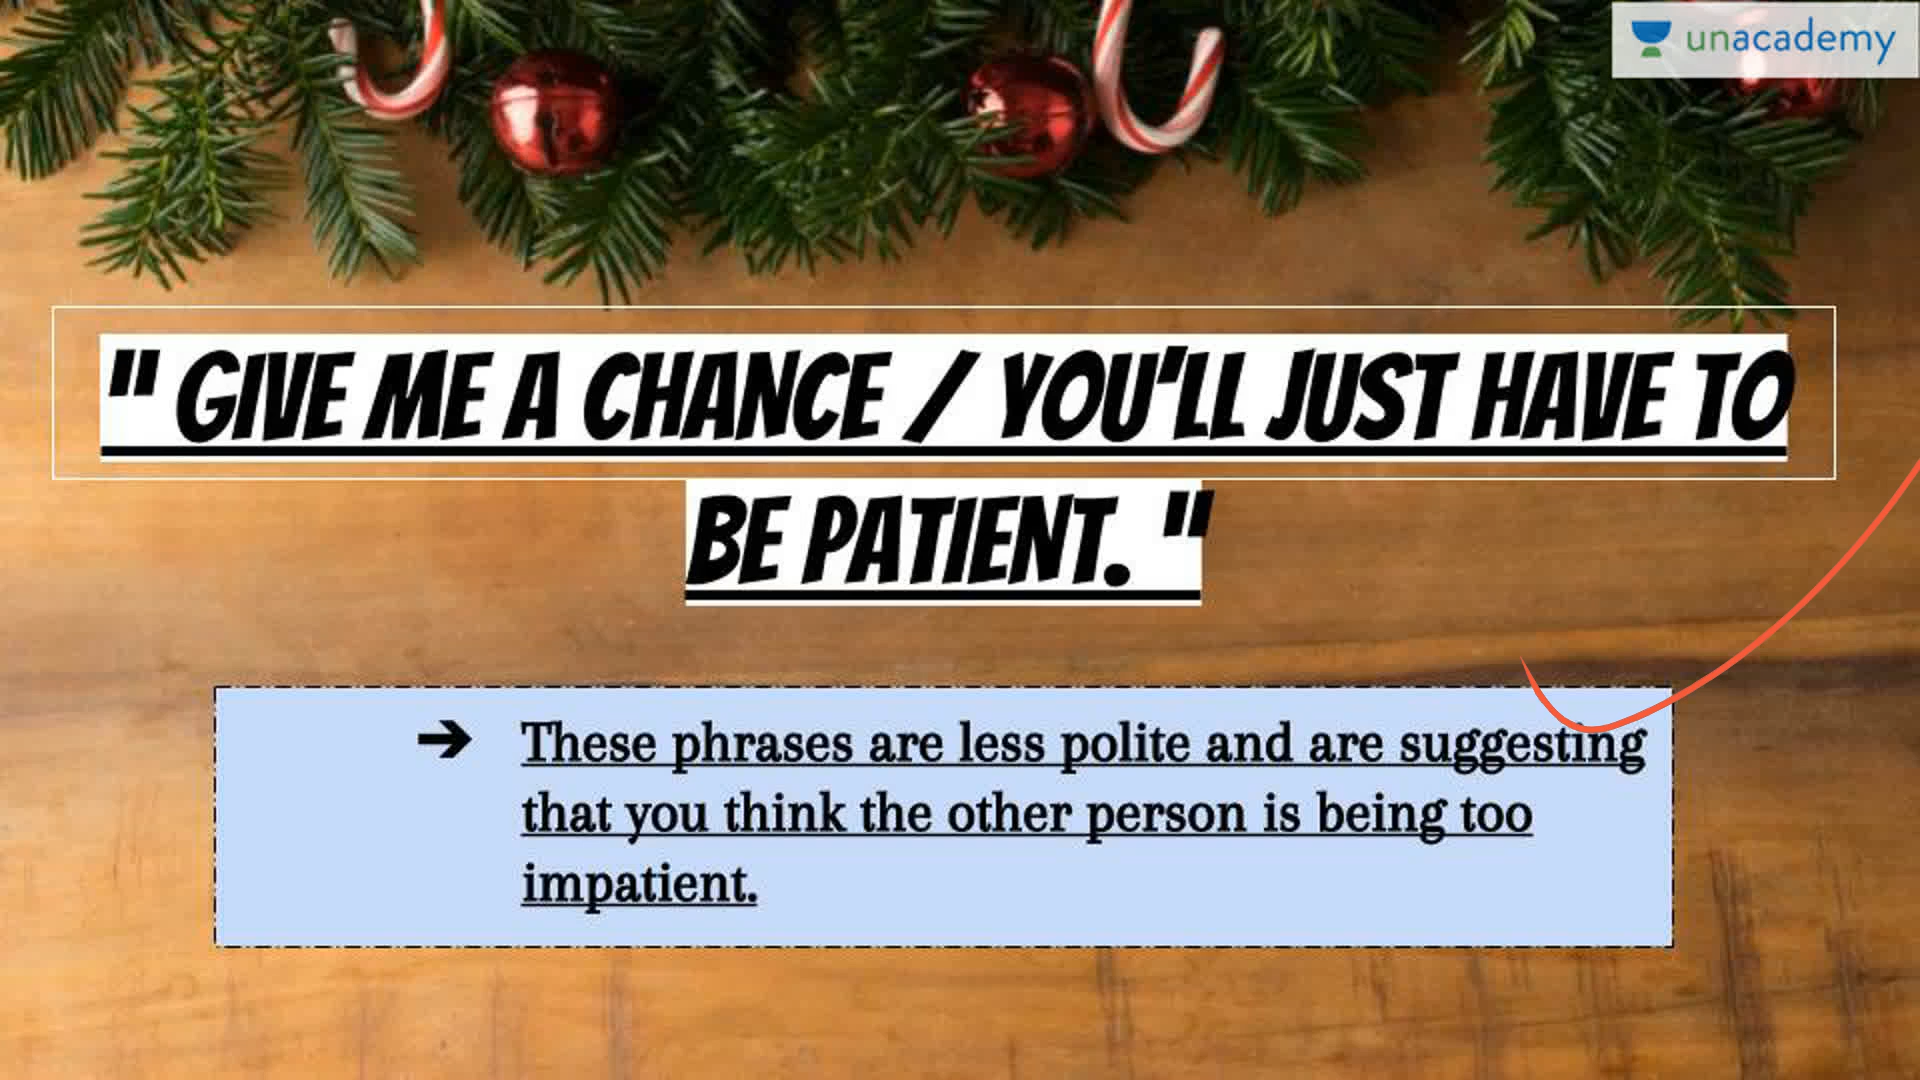 unacademy
" GIVE ME A CHANCE / YOU'LL JUST HAVE TO
BE PATIENT. "
➔ These phrases are less polite and are suggesting
that you think the other person is being too
impatient.